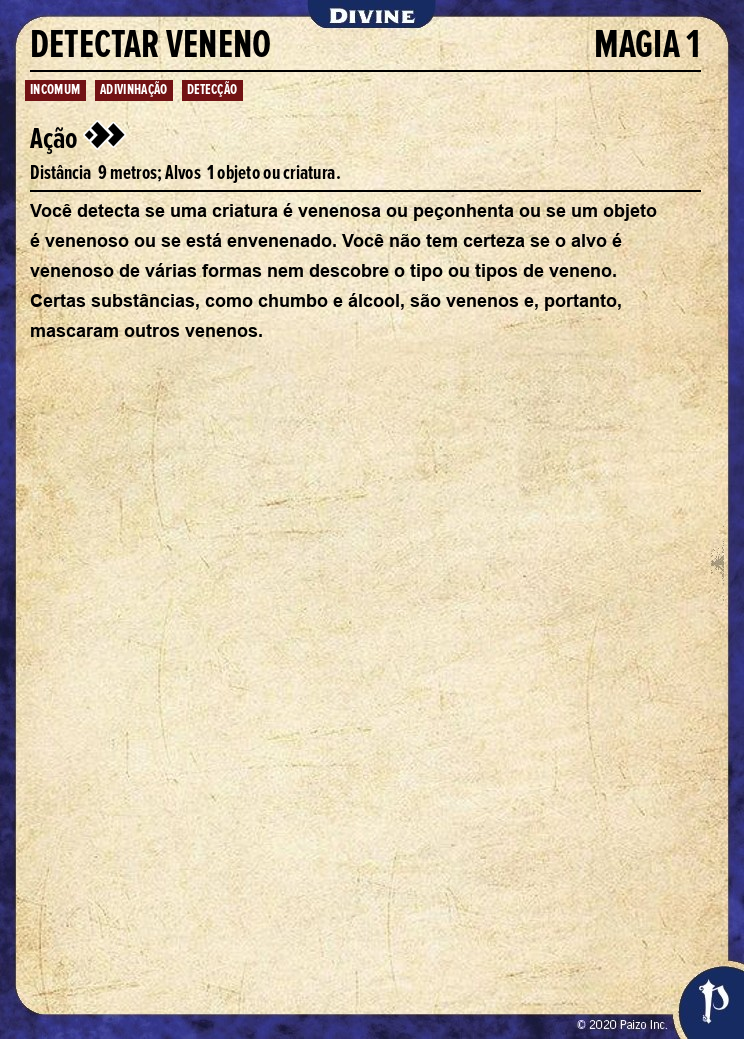 DIVINE
DETECTAR VENENO MAGIA 1
INCOMUM ADIVINHAÇÃO DETECÇÃO
Ação
Distância 9 metros; Alvos 1 objeto ou criatura.
Você detecta se uma criatura é venenosa ou peçonhenta ou se um objeto
é venenoso ou se está envenenado. Você não tem certeza se o alvo é
venenoso de várias formas nem descobre o tipo ou tipos de veneno.
Certas substâncias, como chumbo e álcool, são venenos e, portanto,
mascaram outros venenos.
© 2020 Paizo Inc.
P